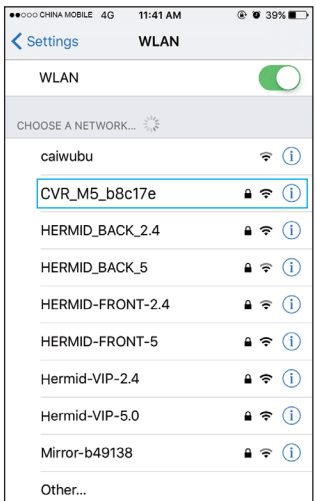 CHINA MOBILE 4G 11:41 AM 39%
Settings WLAN
WLAN
CHOOSE A NETWORK...
caiwubu
CVR_M5_b8c17e
HERMID_BACK_2.4
HERMID_BACK_5
HERMID-FRONT-2.4
HERMID-FRONT-5
Hermid-VIP-2.4
Hermid-VIP-5.0
Mirror-b49138
Other...